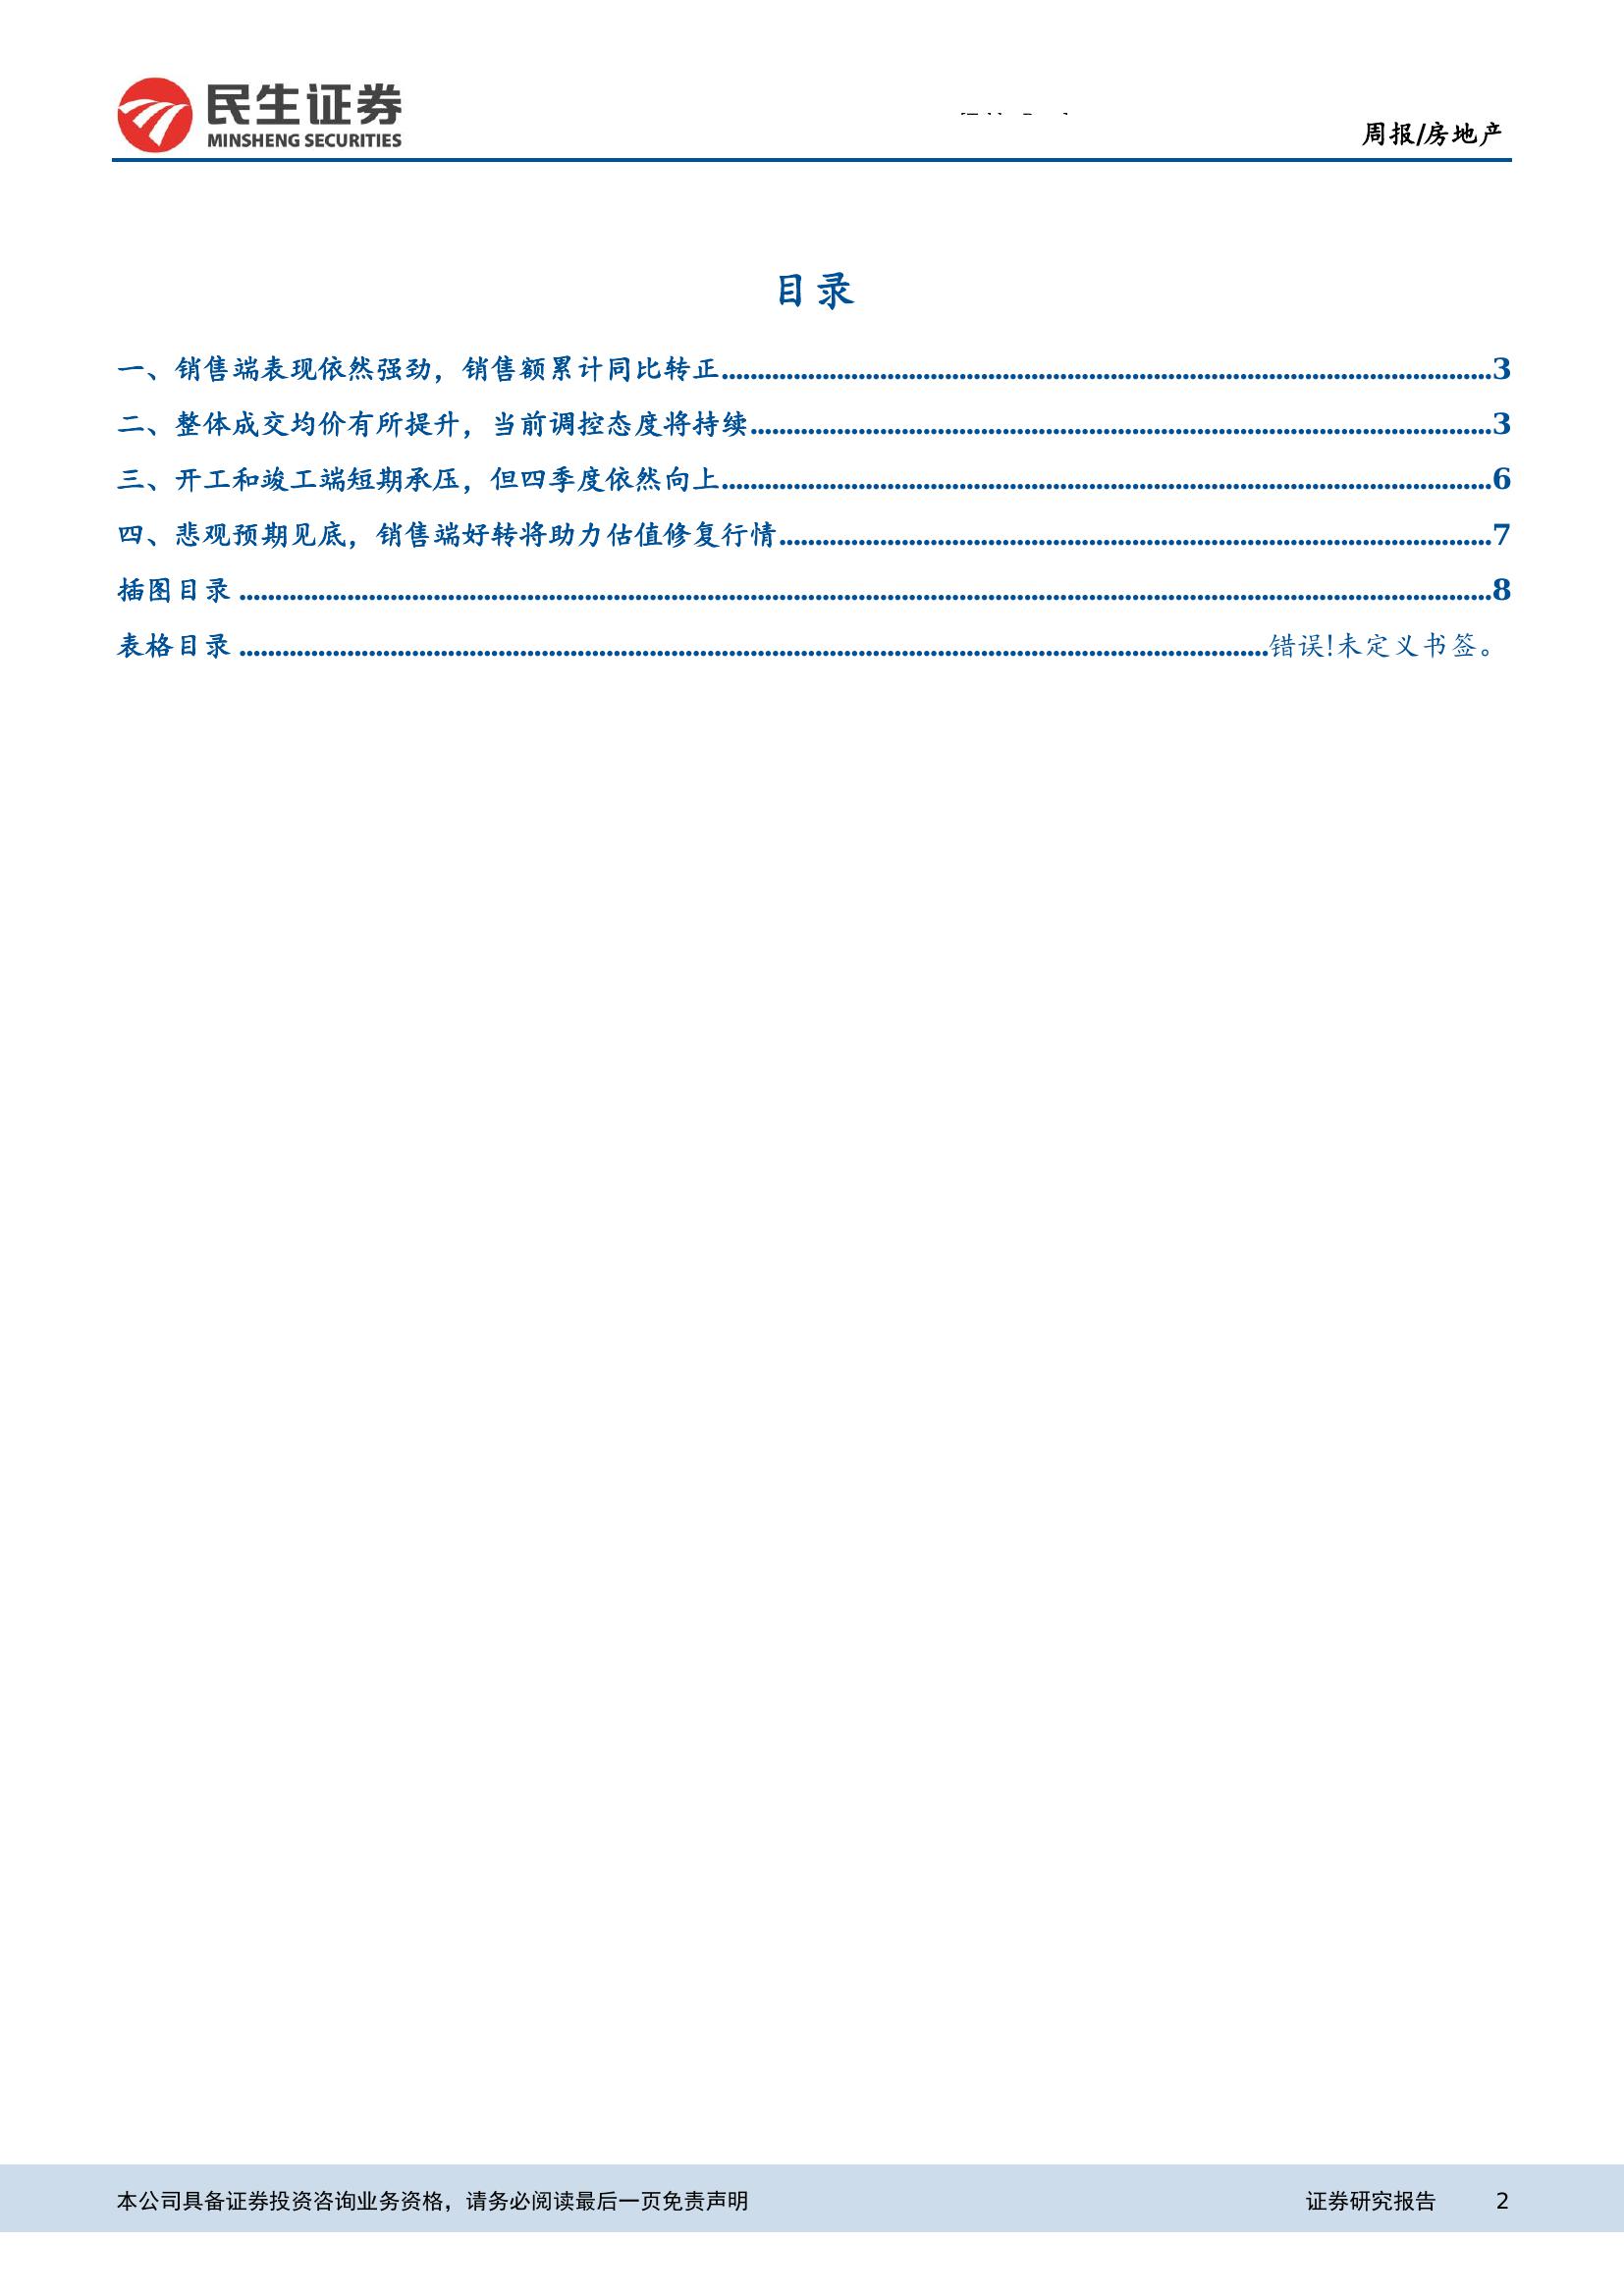 民生证券
MINSHENG SECURITIES
周报/房地产
目录
一、销售端表现依然强劲，销售额累计同比转正................3
二、整体成交均价有所提升，当前调控态度将持续................3
三、开工和竣工端短期承压，但四季度依然向上................6
四、悲观预期见底，销售端好转将助力估值修复行情................7
插图目录 ................8
表格目录 ................错误!未定义书签。
本公司具备证券投资咨询业务资格，请务必阅读最后一页免责声明 证券研究报告 2